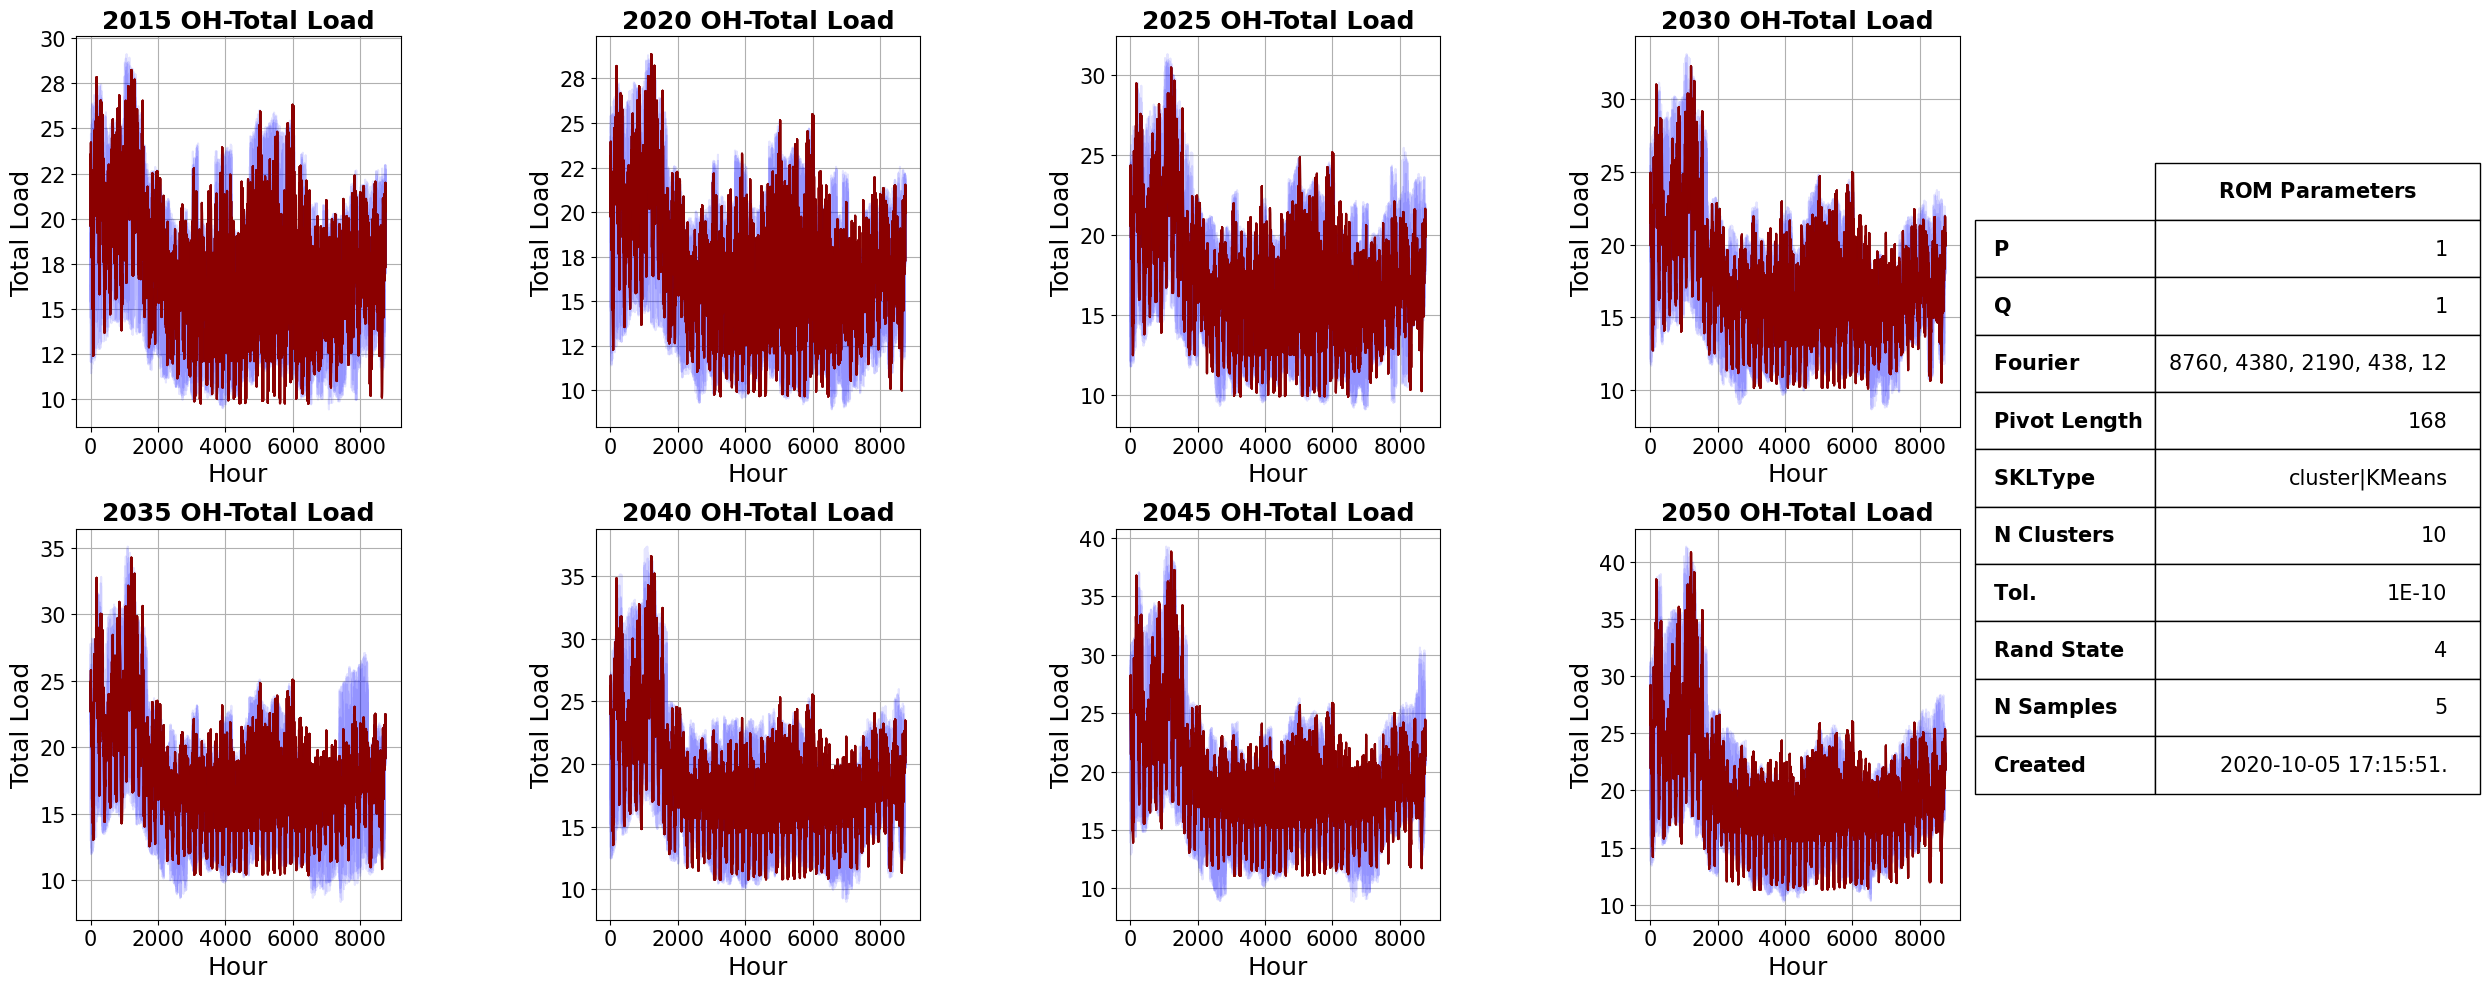 2015 OH-Total Load
30
28
25
22
20
18
15
12
10
Total Load
0 2000 4000 6000 8000
Hour
2020 OH-Total Load
28
25
22
20
18
15
12
10
Total Load
0 2000 4000 6000 8000
Hour
2025 OH-Total Load
30
25
20
15
10
Total Load
0 2000 4000 6000 8000
Hour
2030 OH-Total Load
30
25
20
15
10
Total Load
0 2000 4000 6000 8000
Hour
2035 OH-Total Load
35
30
25
20
15
10
Total Load
0 2000 4000 6000 8000
Hour
2040 OH-Total Load
35
30
25
20
15
10
Total Load
0 2000 4000 6000 8000
Hour
2045 OH-Total Load
40
35
30
25
20
15
10
Total Load
0 2000 4000 6000 8000
Hour
2050 OH-Total Load
40
35
30
25
20
15
10
Total Load
0 2000 4000 6000 8000
Hour
ROM Parameters
P 1
Q 1
Fourier 8760, 4380, 2190, 438, 12
Pivot Length 168
SKLType cluster|KMeans
N Clusters 10
Tol. 1E-10
Rand State 4
N Samples 5
Created 2020-10-05 17:15:51.